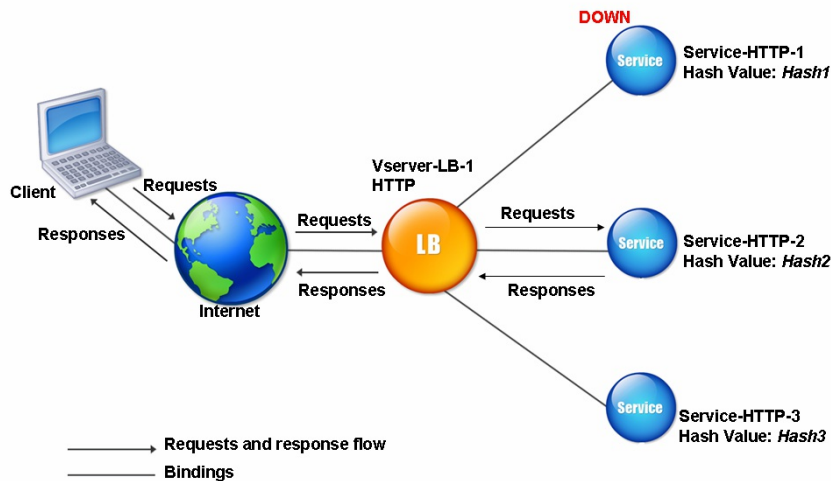 DOWN
Service
Service-HTTP-1
Hash Value: Hash1
Client
Requests
Responses
Internet
Requests
Responses
Vserver-LB-1
HTTP
LB
Requests
Responses
Service
Service-HTTP-2
Hash Value: Hash2
Service
Service-HTTP-3
Hash Value: Hash3
Requests and response flow
Bindings